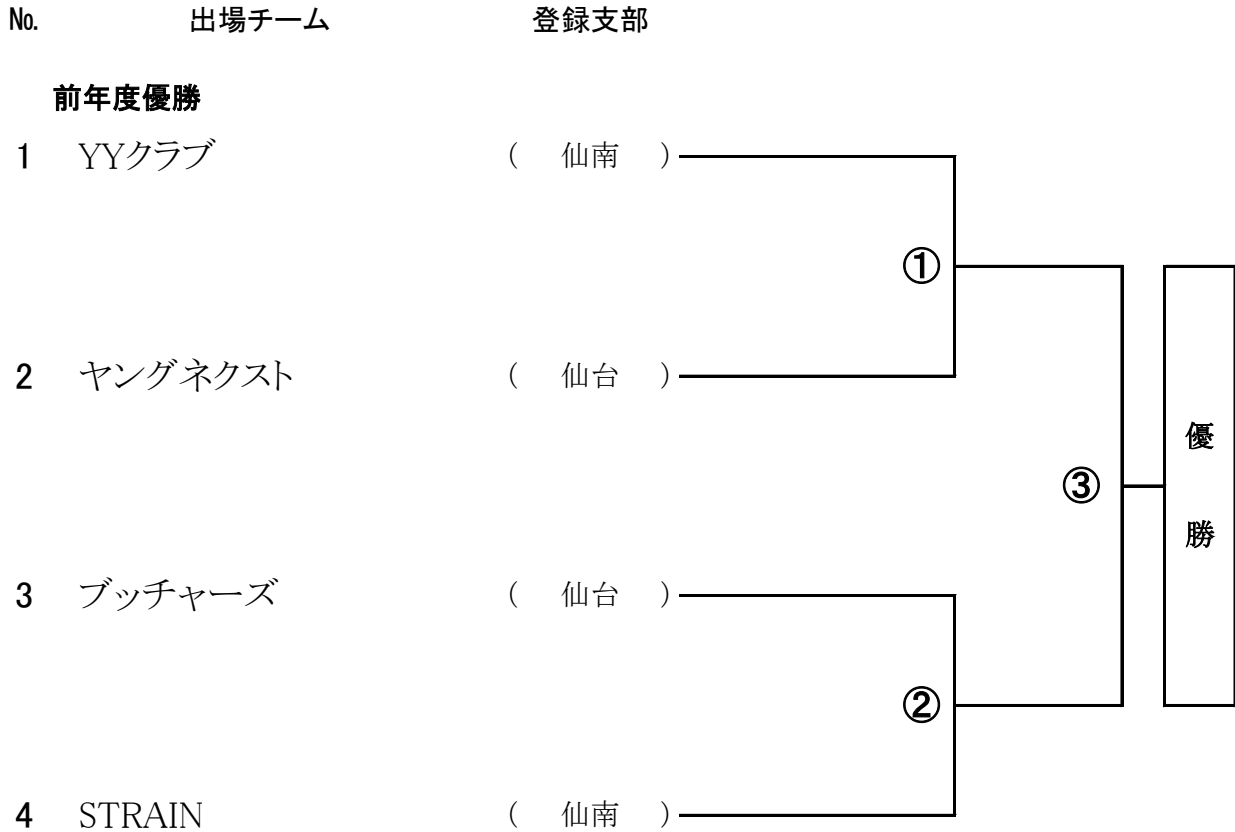 № 出場チーム 登録支部
前年度優勝
1 YYクラブ ( 仙南 )
①
2 ヤングネクスト ( 仙台 )
優勝
③
3 ブッチャーズ ( 仙台 )
②
4 STRAIN ( 仙南 )